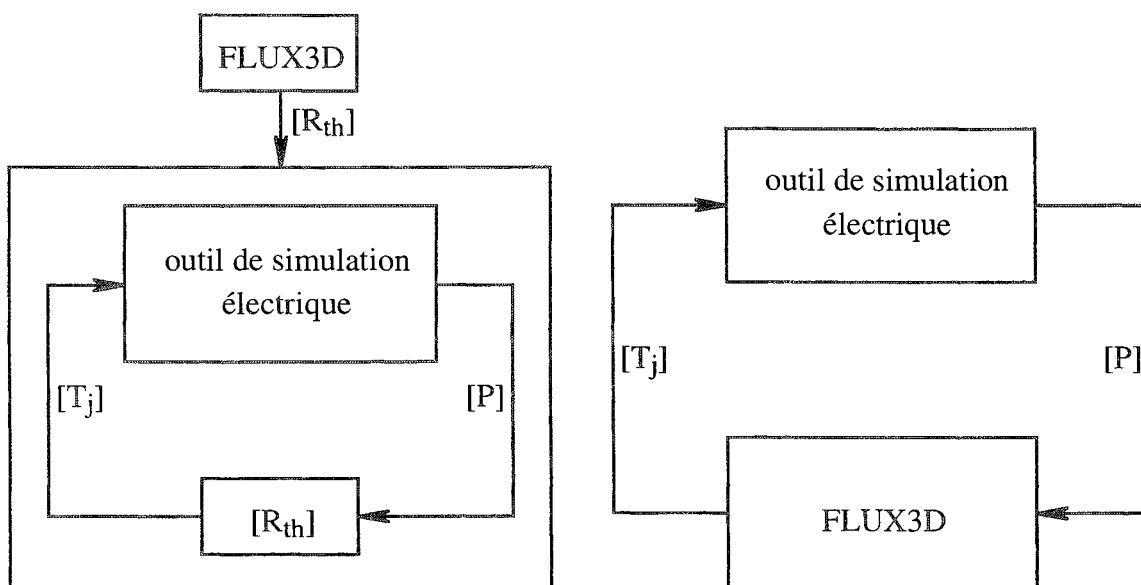 FLUX3D
[Rth]
outil de simulation
électrique
[Tj]
[P]
[Rth]
outil de simulation
électrique
[Tj]
[P]
FLUX3D